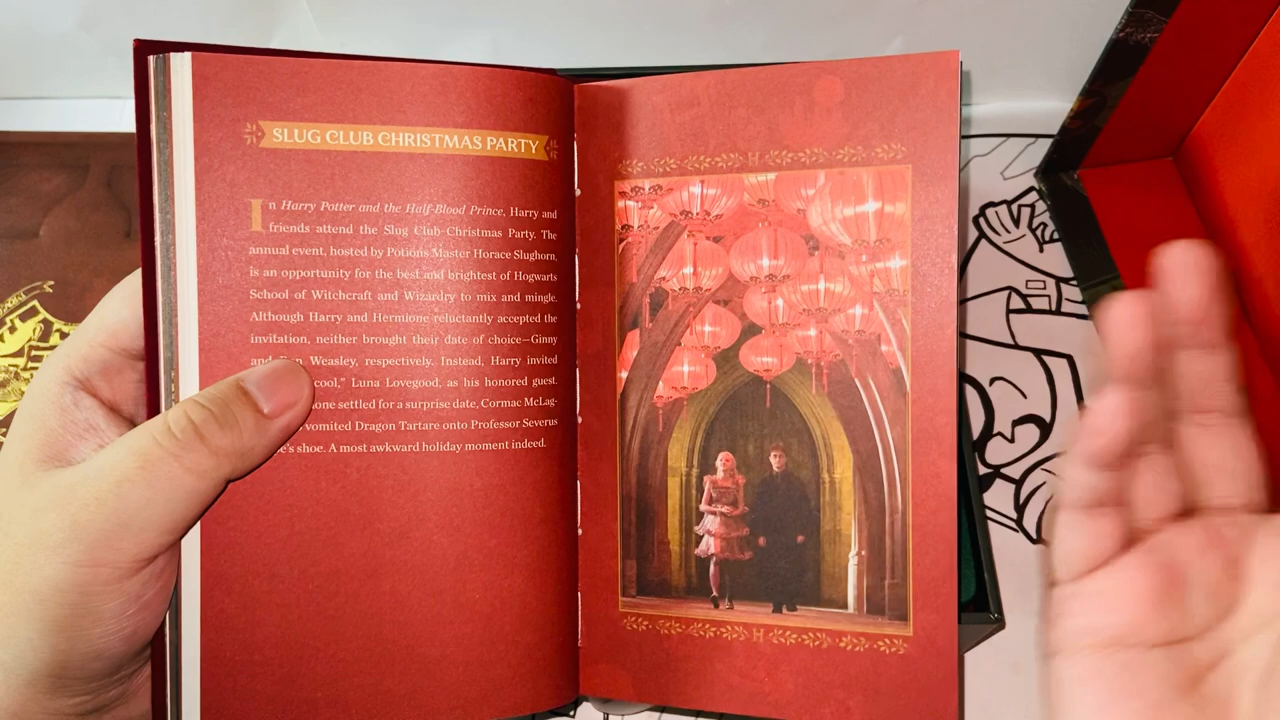 SLUG CLUB CHRISTMAS PARTY
In Harry Potter and the Half-Blood Prince, Harry and
friends attend the Slug Club Christmas Party. The
annual event, hosted by Potions Master Horace Slughorn,
is an opportunity for the best and brightest of Hogwarts
School of Witchcraft and Wizardry to mix and mingle.
Although Harry and Hermione reluctantly accepted the
invitation, neither brought their date of choice—Ginny
and Weasley, respectively. Instead, Harry invited
cool,” Luna Lovegood, as his honored guest.
one settled for a surprise date, Cormac McLag-
vomited Dragon Tartare onto Professor Severus
e’s shoe. A most awkward holiday moment indeed.
H
H